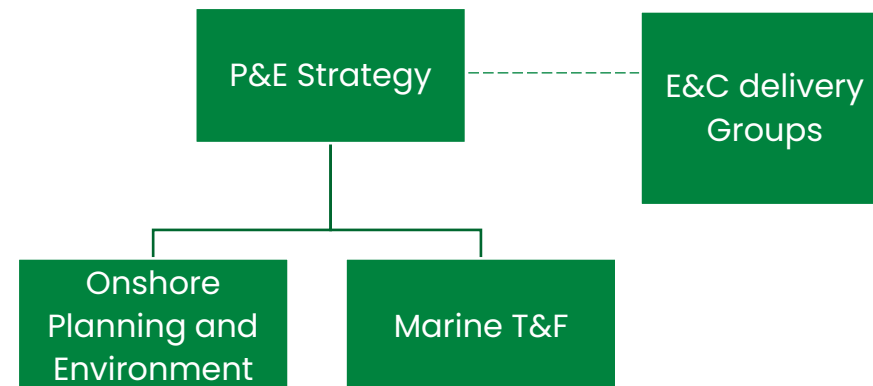 P&E Strategy
E&C delivery
Groups
Onshore
Planning and
Environment
Marine T&F